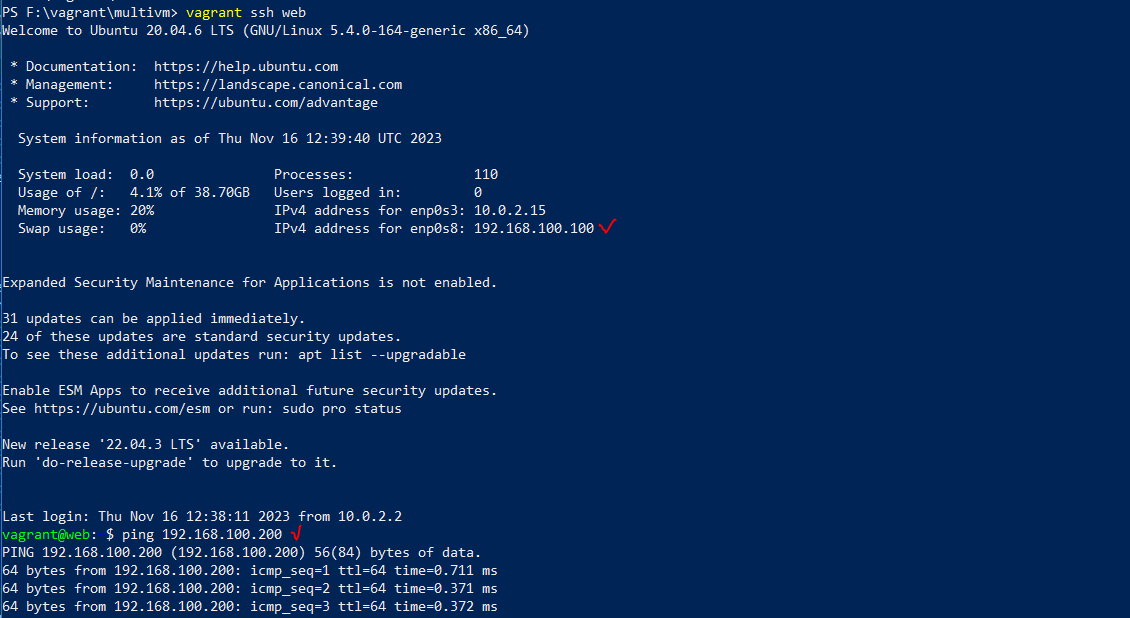 PS F:\vagrant\multivm> vagrant ssh web
Welcome to Ubuntu 20.04.6 LTS (GNU/Linux 5.4.0-164-generic x86_64)
* Documentation:  https://help.ubuntu.com
* Management:     https://landscape.canonical.com
* Support:        https://ubuntu.com/advantage
System information as of Thu Nov 16 12:39:40 UTC 2023
System load:  0.0               Processes:               110
Usage of /:   4.1% of 38.70GB   Users logged in:         0
Memory usage: 20%               IPv4 address for enp0s3: 10.0.2.15
Swap usage:   0%                IPv4 address for enp0s8: 192.168.100.100
Expanded Security Maintenance for Applications is not enabled.
31 updates can be applied immediately.
24 of these updates are standard security updates.
To see these additional updates run: apt list --upgradable
Enable ESM Apps to receive additional future security updates.
See https://ubuntu.com/esm or run: sudo pro status
New release '22.04.3 LTS' available.
Run 'do-release-upgrade' to upgrade to it.
Last login: Thu Nov 16 12:38:11 2023 from 10.0.2.2
vagrant@web: $ ping 192.168.100.200
PING 192.168.100.200 (192.168.100.200) 56(84) bytes of data.
64 bytes from 192.168.100.200: icmp_seq=1 ttl=64 time=0.711 ms
64 bytes from 192.168.100.200: icmp_seq=2 ttl=64 time=0.371 ms
64 bytes from 192.168.100.200: icmp_seq=3 ttl=64 time=0.372 ms